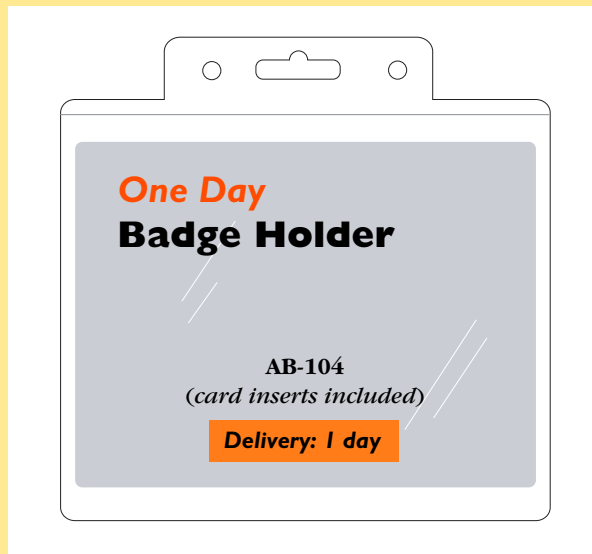 One Day
Badge Holder
AB-104
(card inserts included)
Delivery: 1 day